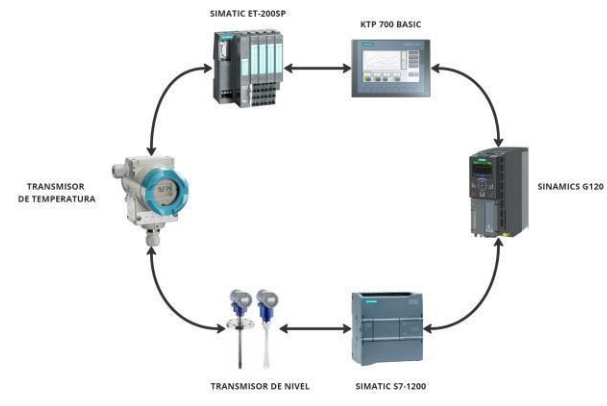 SIMATIC ET-200SP
KTP 700 BASIC
TRANSMISOR
DE TEMPERATURA
SINAMICS G120
TRANSMISOR DE NIVEL
SIMATIC S7-1200